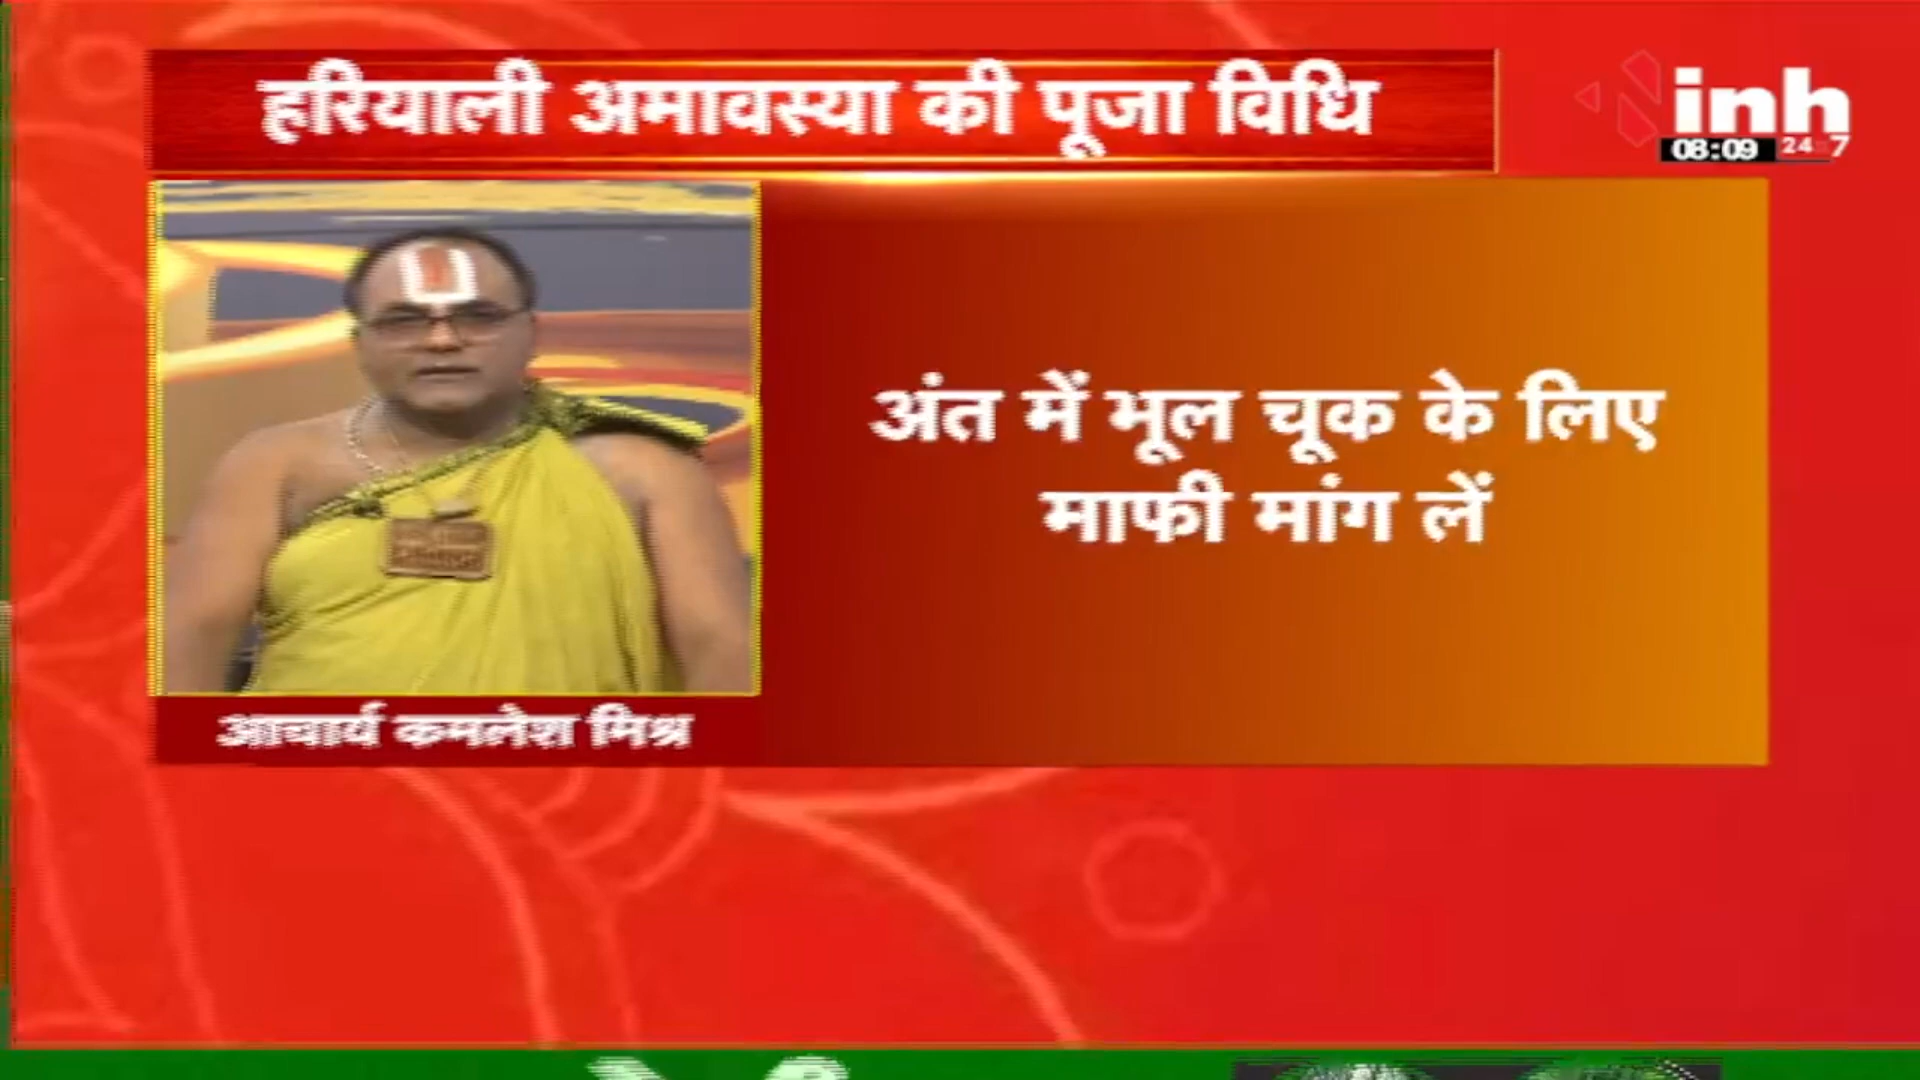 हरियाली अमावस्या की पूजा विधि
inh
08:09 24 7
अंत में भूल चूक के लिए
माफी मांग लें
आचार्य कमलेश मिश्र